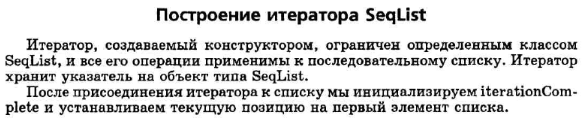 Построение итератора SeqList
Итератор, создаваемый конструктором, ограничен определенным классом
SeqList, и все его операции применимы к последовательному списку. Итератор
хранит указатель на объект типа SeqList.
После присоединения итератора к списку мы инициализируем iterationCom-
plete и устанавливаем текущую позицию на первый элемент списка.